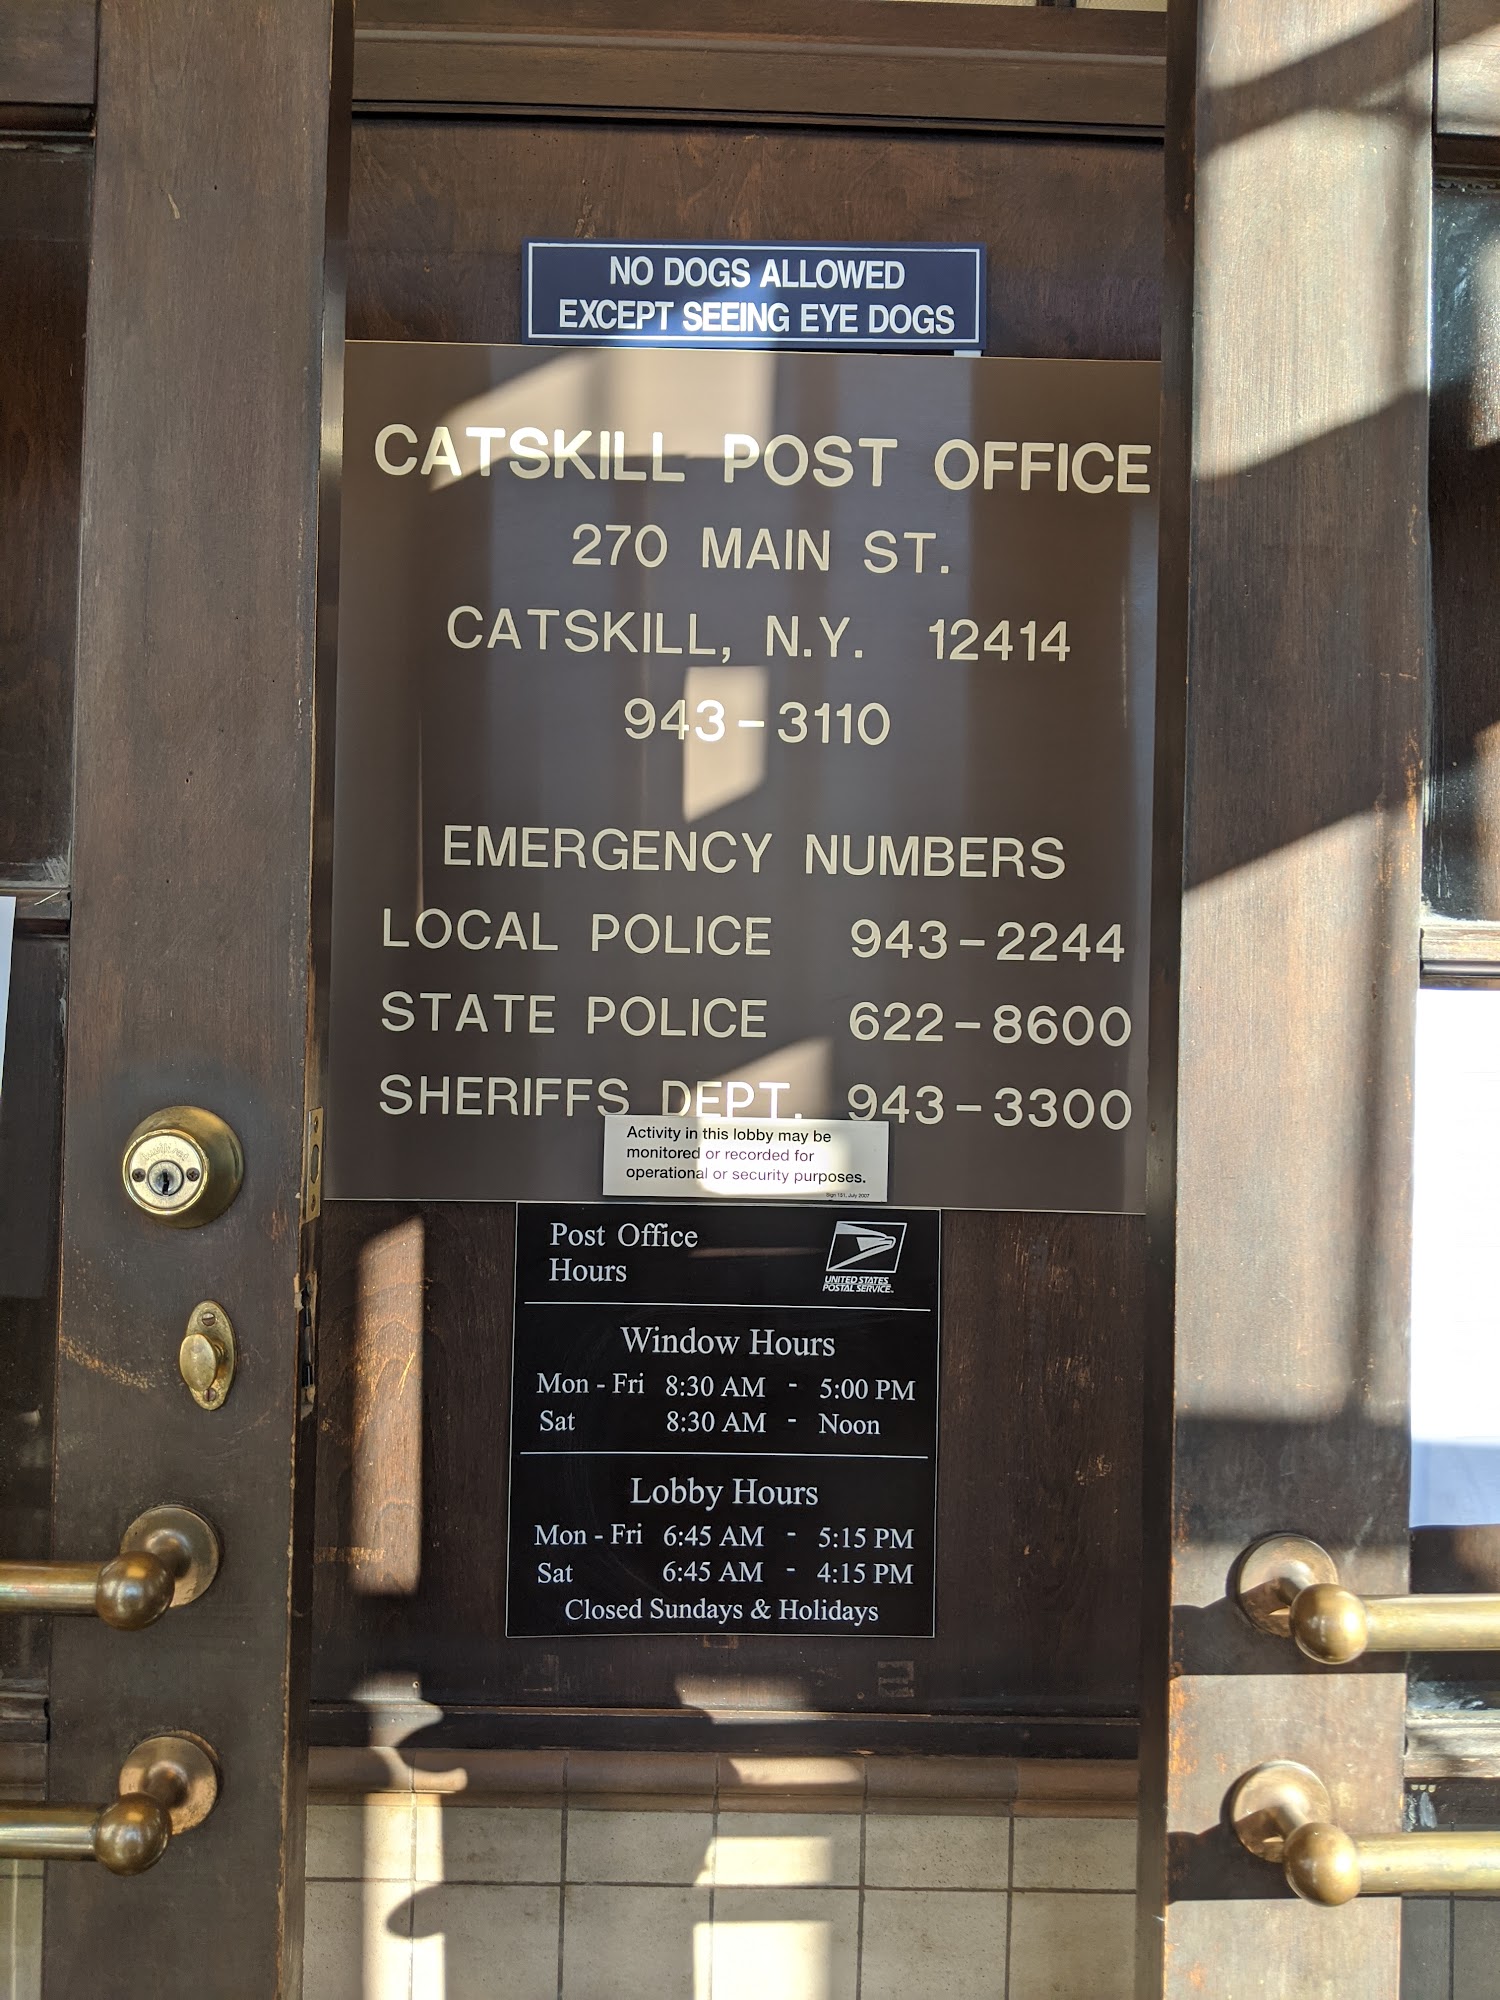 NO DOGS ALLOWED
EXCEPT SEEING EYE DOGS
CATSKILL POST OFFICE
270 MAIN ST.
CATSKILL, N.Y. 12414
943-3110
EMERGENCY NUMBERS
LOCAL POLICE 943-2244
STATE POLICE 622-8600
SHERIFFS DEPT. 943-3300
Activity in this lobby may be
monitored or recorded for
operational or security purposes.
Sign 131, July 2007
Post Office
Hours
UNITED STATES
POSTAL SERVICE
Window Hours
Mon - Fri 8:30 AM - 5:00 PM
Sat 8:30 AM - Noon
Lobby Hours
Mon - Fri 6:45 AM - 5:15 PM
Sat 6:45 AM - 4:15 PM
Closed Sundays & Holidays